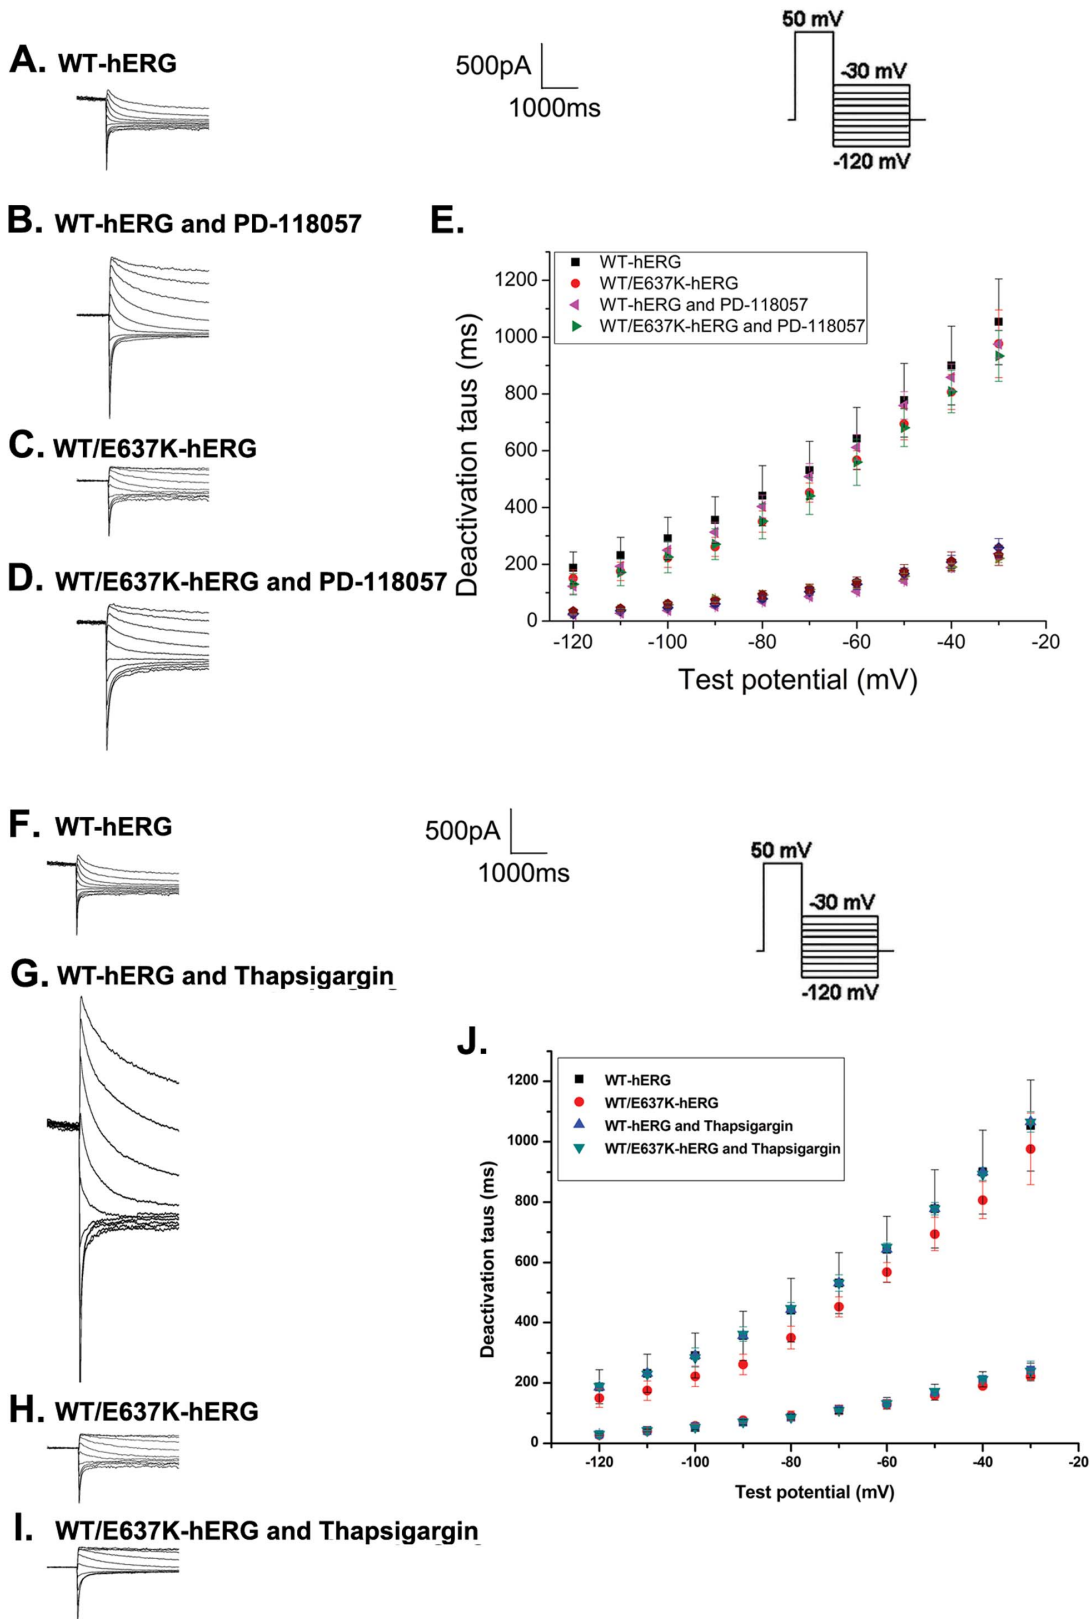 A. WT-hERG
500pA
1000ms
50 mV
-30 mV
-120 mV
B. WT-hERG and PD-118057
C. WT/E637K-hERG
D. WT/E637K-hERG and PD-118057
E.
WT-hERG
WT/E637K-hERG
WT-hERG and PD-118057
WT/E637K-hERG and PD-118057
Deactivation taus (ms)
1200
1000
800
600
400
200
0
-120
-100
-80
-60
-40
-20
Test potential (mV)
F. WT-hERG
500pA
1000ms
50 mV
-30 mV
-120 mV
G. WT-hERG and Thapsigargin
H. WT/E637K-hERG
I. WT/E637K-hERG and Thapsigargin
J.
WT-hERG
WT/E637K-hERG
WT-hERG and Thapsigargin
WT/E637K-hERG and Thapsigargin
Deactivation taus (ms)
1200
1000
800
600
400
200
0
-120
-100
-80
-60
-40
-20
Test potential (mV)